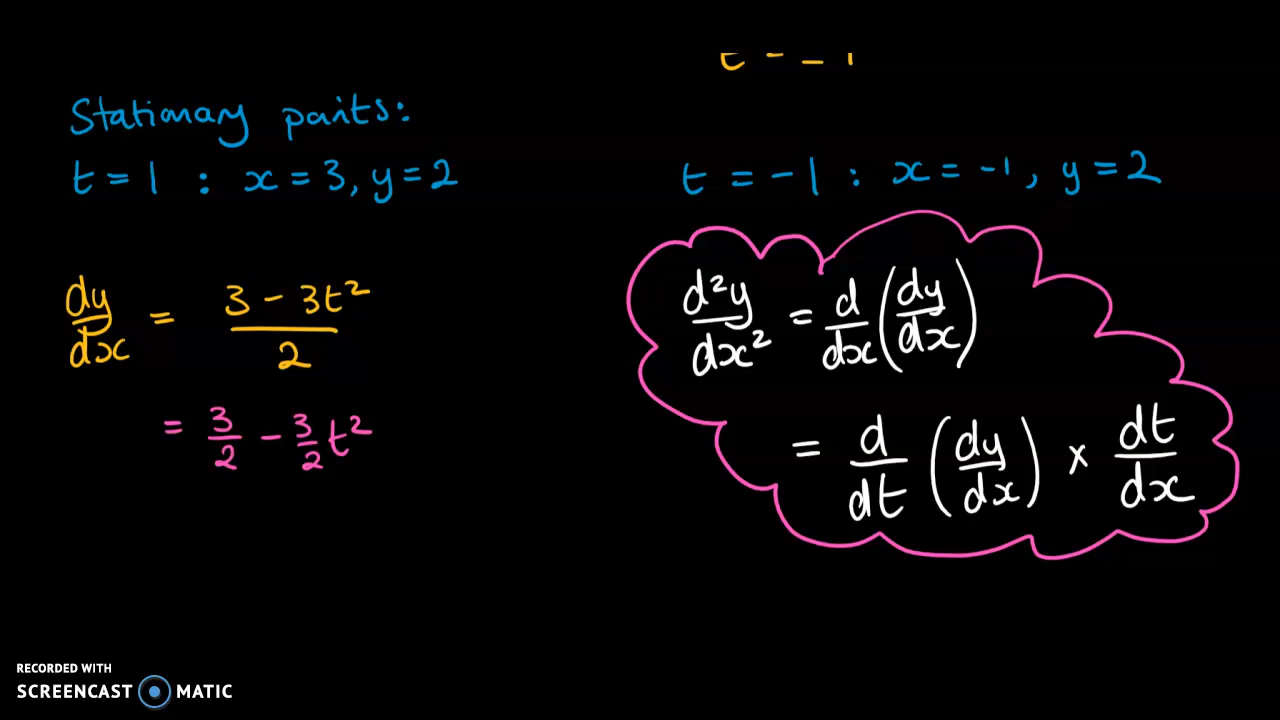 t = -1
Stationary points:
t = 1 : x = 3, y = 2
t = -1 : x = -1, y = 2
dy/dx = (3 - 3t²)/2
= 3/2 - 3/2 t²
d²y/dx² = d/dx (dy/dx)
= d/dt (dy/dx) × dt/dx
RECORDED WITH
SCREENCAST MATIC